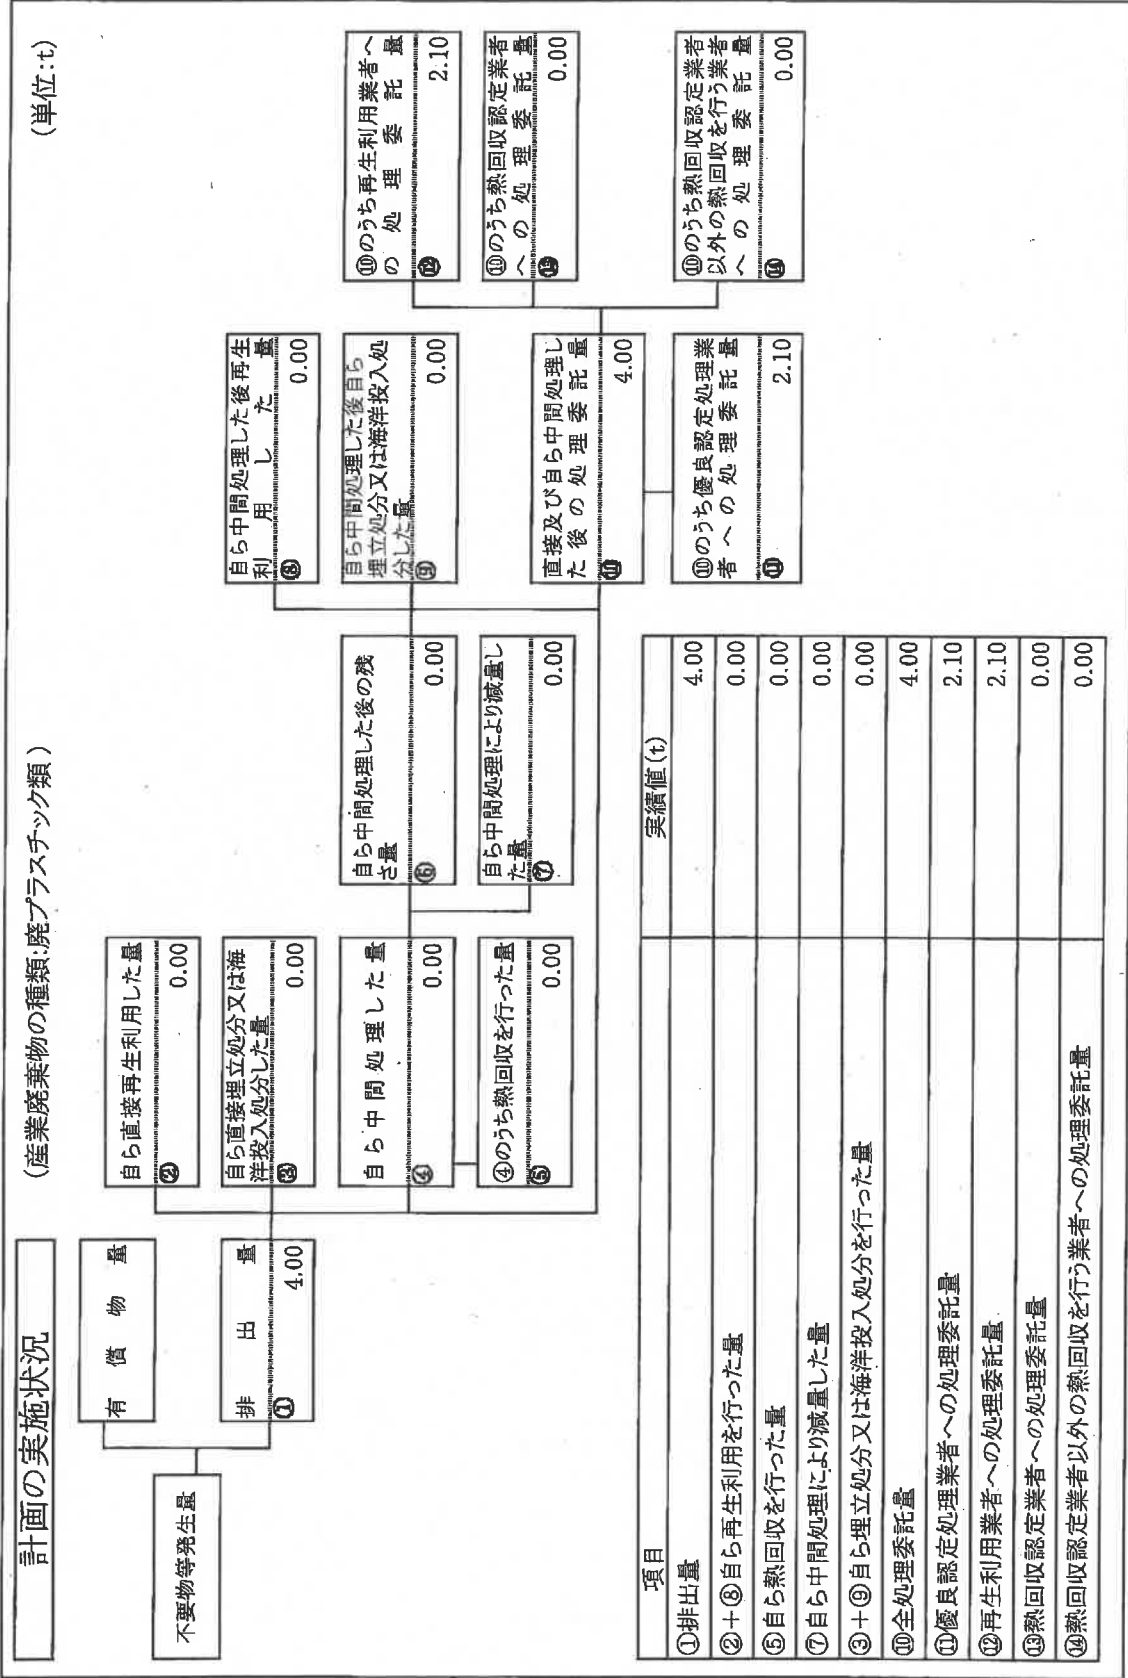 計画の実施状況
(産業廃棄物の種類:廃プラスチック類)
(単位:t)
不要物等発生量
有償物量
排出量
① 4.00
自ら直接再生利用した量
② 0.00
自ら直接埋立処分又は海
洋投入処分した量
③ 0.00
自ら中間処理した量
④ 0.00
④のうち熱回収を行った量
⑤ 0.00
自ら中間処理した後の残
さ量
⑥ 0.00
自ら中間処理により減量し
た量
⑦ 0.00
自ら中間処理した後再生
利用した量
⑧ 0.00
自ら中間処理した後自ら
埋立処分又は海洋投入処
分した量
⑨ 0.00
直接及び自ら中間処理し
た後の処理委託量
⑩ 4.00
⑩のうち優良認定処理業
者への処理委託量
⑪ 2.10
⑩のうち再生利用業者へ
の処理委託量
⑫ 2.10
⑩のうち熱回収認定業者
への処理委託量
⑬ 0.00
⑩のうち熱回収認定業者
以外の熱回収を行う業者
への処理委託量
⑭ 0.00
項目 実績値(t)
①排出量 4.00
②+⑧自ら再生利用を行った量 0.00
⑤自ら熱回収を行った量 0.00
⑦自ら中間処理により減量した量 0.00
③+⑨自ら埋立処分又は海洋投入処分を行った量 0.00
⑩全処理委託量 4.00
⑪優良認定処理業者への処理委託量 2.10
⑫再生利用業者への処理委託量 2.10
⑬熱回収認定業者への処理委託量 0.00
⑭熱回収認定業者以外の熱回収を行う業者への処理委託量 0.00